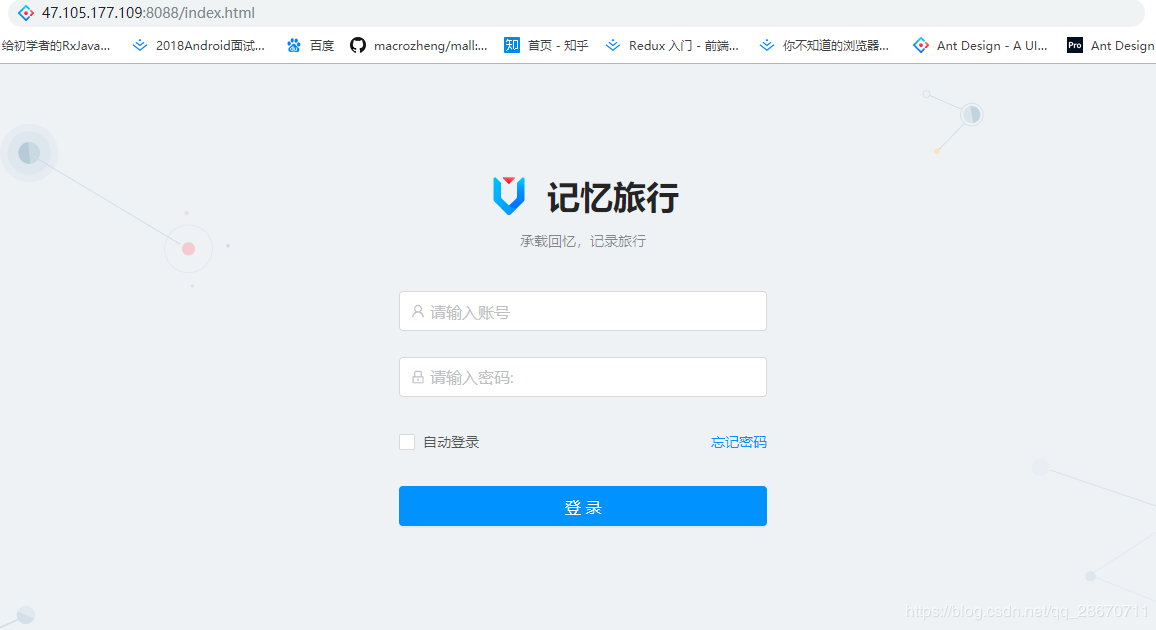 47.105.177.109:8088/index.html
给初学者的RxJava... 2018Android面试... 百度 macrozheng/mall:... 知 首页 - 知乎 Redux 入门 - 前端... 你不知道的浏览器... Ant Design - A UI... Pro Ant Design
记忆旅行
承载回忆，记录旅行
请输入账号
请输入密码:
自动登录 忘记密码
登 录
https://blog.csdn.net/qq_28670711